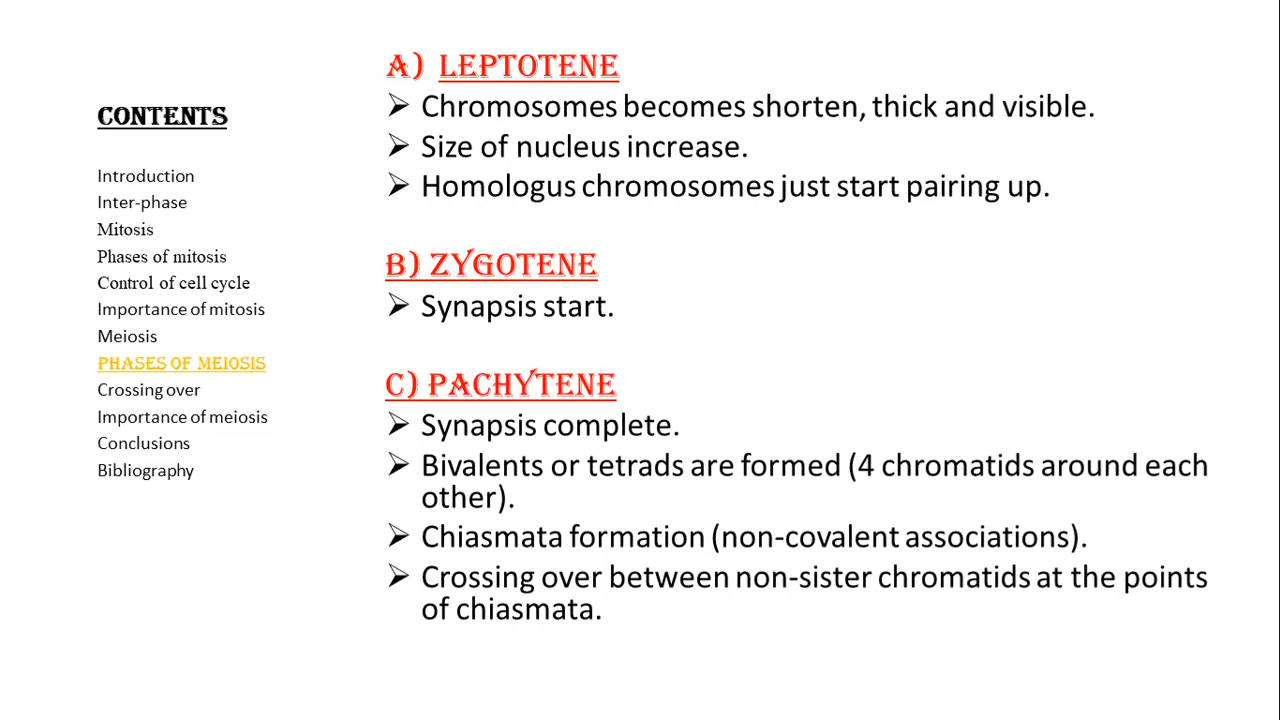 CONTENTS
Introduction
Inter-phase
Mitosis
Phases of mitosis
Control of cell cycle
Importance of mitosis
Meiosis
PHASES OF MEIOSIS
Crossing over
Importance of meiosis
Conclusions
Bibliography
A) LEPTOTENE
➢ Chromosomes becomes shorten, thick and visible.
➢ Size of nucleus increase.
➢ Homologus chromosomes just start pairing up.
B) ZYGOTENE
➢ Synapsis start.
C) PACHYTENE
➢ Synapsis complete.
➢ Bivalents or tetrads are formed (4 chromatids around each
other).
➢ Chiasmata formation (non-covalent associations).
➢ Crossing over between non-sister chromatids at the points
of chiasmata.